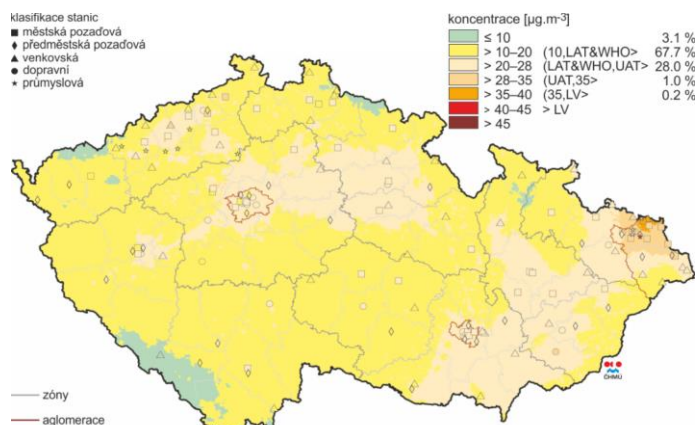 klasifikace stanic
městská pozaďová
předměstská pozaďová
venkovská
dopravní
průmyslová
koncentrace [µg.m-3]
≤ 10 3.1 %
> 10–20 (10,LAT&WHO> 67.7 %
> 20–28 (LAT&WHO,UAT> 28.0 %
> 28–35 (UAT,35> 1.0 %
> 35–40 (35,LV> 0.2 %
> 40–45 > LV
> 45
ČHMÚ
zóny
aglomerace